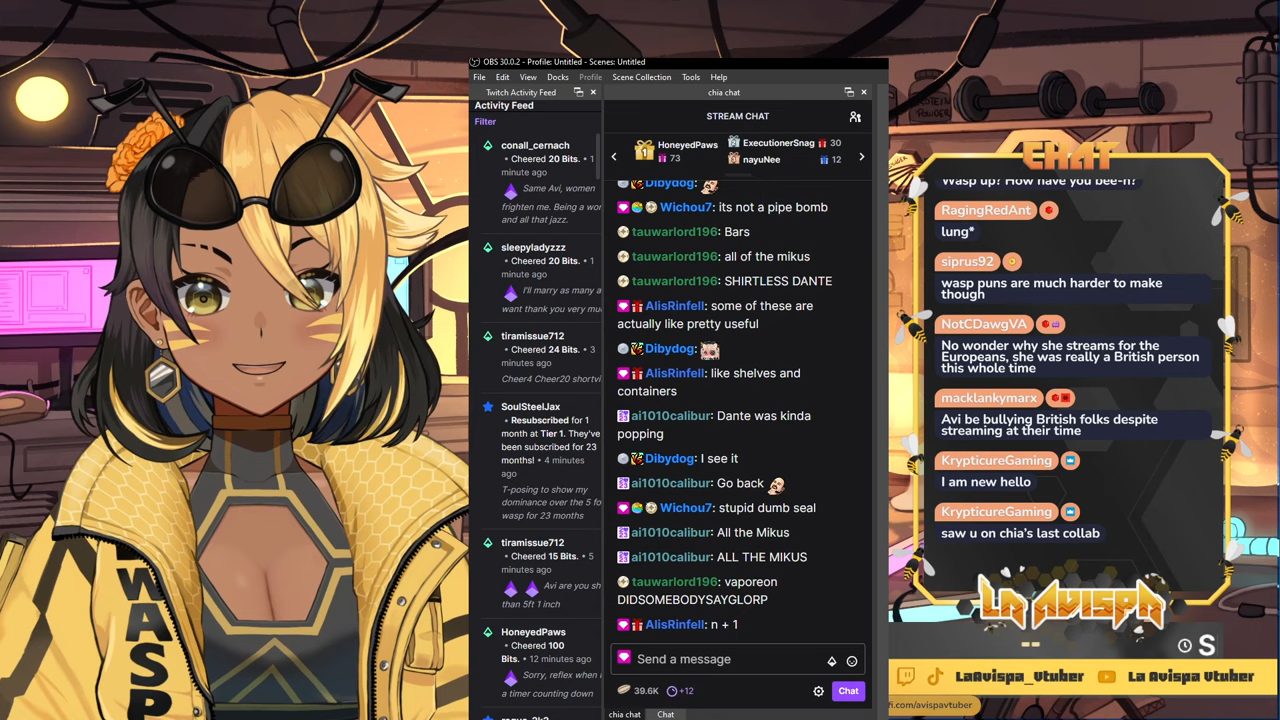 OBS 30.0.2 - Profile: Untitled - Scenes: Untitled
File Edit View Docks Profile Scene Collection Tools Help
Twitch Activity Feed
Activity Feed
Filter
conall_cernach
• Cheered 20 Bits. • 1
minute ago
Same Avi, women
frighten me. Being a wo
and all that jazz.
sleepyladyzzz
• Cheered 20 Bits. • 1
minute ago
I'll marry as many a
want thank you very mu
tiramissue712
• Cheered 24 Bits. • 3
minutes ago
Cheer4 Cheer20 shortvi
SoulSteelJax
• Resubscribed for 1
month at Tier 1. They've
been subscribed for 23
months! • 4 minutes
ago
T-posing to show my
dominance over the 5 fo
wasp for 23 months
tiramissue712
• Cheered 15 Bits. • 5
minutes ago
Avi are you sh
than 5ft 1 inch
HoneyedPaws
• Cheered 100
Bits. • 12 minutes ago
Sorry, reflex when
a timer counting down
chia chat
STREAM CHAT
HoneyedPaws
73
ExecutionerSnag 30
nayuNee 12
Dibydog:
Wichou7: its not a pipe bomb
tauwarlord196: Bars
tauwarlord196: all of the mikus
tauwarlord196: SHIRTLESS DANTE
AlisRinfell: some of these are
actually like pretty useful
Dibydog:
AlisRinfell: like shelves and
containers
ai1010calibur: Dante was kinda
popping
Dibydog: I see it
ai1010calibur: Go back
Wichou7: stupid dumb seal
ai1010calibur: All the Mikus
ai1010calibur: ALL THE MIKUS
tauwarlord196: vaporeon
DIDSOMEBODYSAYGLORP
AlisRinfell: n + 1
Send a message
39.6K +12
Chat
chia chat Chat
CHAT
Wasp up? How have you bee-n?
RagingRedAnt
lung*
siprus92
wasp puns are much harder to make
though
NotCDawgVA
No wonder why she streams for the
Europeans, she was really a British person
this whole time
macklankymarx
Avi be bullying British folks despite
streaming at their time
KrypticureGaming
I am new hello
KrypticureGaming
saw u on chia's last collab
LA AVISPA
-- S
LaAvispa_Vtuber La Avispa Vtuber
fi.com/avispavtuber
WASP
PROTEIN
POWDER